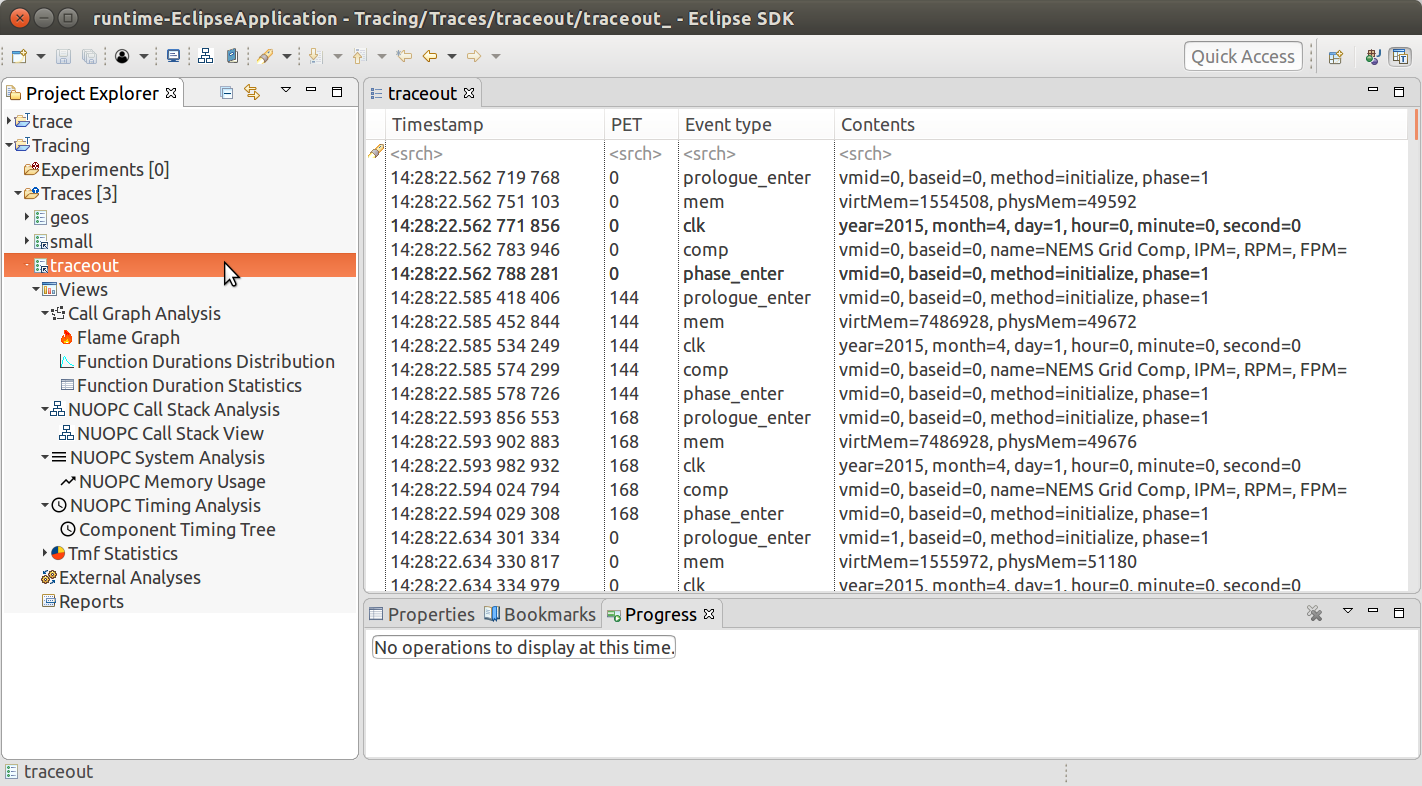 runtime-EclipseApplication - Tracing/Traces/traceout/traceout_ - Eclipse SDK
Quick Access
Project Explorer
trace
Tracing
Experiments [0]
Traces [3]
geos
small
traceout
Views
Call Graph Analysis
Flame Graph
Function Durations Distribution
Function Duration Statistics
NUOPC Call Stack Analysis
NUOPC Call Stack View
NUOPC System Analysis
NUOPC Memory Usage
NUOPC Timing Analysis
Component Timing Tree
Tmf Statistics
External Analyses
Reports
traceout
Timestamp PET Event type Contents
<srch> <srch> <srch> <srch>
14:28:22.562 719 768 0 prologue_enter vmid=0, baseid=0, method=initialize, phase=1
14:28:22.562 751 103 0 mem virtMem=1554508, physMem=49592
14:28:22.562 771 856 0 clk year=2015, month=4, day=1, hour=0, minute=0, second=0
14:28:22.562 783 946 0 comp vmid=0, baseid=0, name=NEMS Grid Comp, IPM=, RPM=, FPM=
14:28:22.562 788 281 0 phase_enter vmid=0, baseid=0, method=initialize, phase=1
14:28:22.585 418 406 144 prologue_enter vmid=0, baseid=0, method=initialize, phase=1
14:28:22.585 452 844 144 mem virtMem=7486928, physMem=49672
14:28:22.585 534 249 144 clk year=2015, month=4, day=1, hour=0, minute=0, second=0
14:28:22.585 574 299 144 comp vmid=0, baseid=0, name=NEMS Grid Comp, IPM=, RPM=, FPM=
14:28:22.585 578 726 144 phase_enter vmid=0, baseid=0, method=initialize, phase=1
14:28:22.593 856 553 168 prologue_enter vmid=0, baseid=0, method=initialize, phase=1
14:28:22.593 902 883 168 mem virtMem=7486928, physMem=49676
14:28:22.593 982 932 168 clk year=2015, month=4, day=1, hour=0, minute=0, second=0
14:28:22.594 024 794 168 comp vmid=0, baseid=0, name=NEMS Grid Comp, IPM=, RPM=, FPM=
14:28:22.594 029 308 168 phase_enter vmid=0, baseid=0, method=initialize, phase=1
14:28:22.634 301 334 0 prologue_enter vmid=1, baseid=0, method=initialize, phase=1
14:28:22.634 330 817 0 mem virtMem=1555972, physMem=51180
14:28:22.634 334 979 0 clk year=2015, month=4, day=1, hour=0, minute=0, second=0
Properties Bookmarks Progress
No operations to display at this time.
traceout